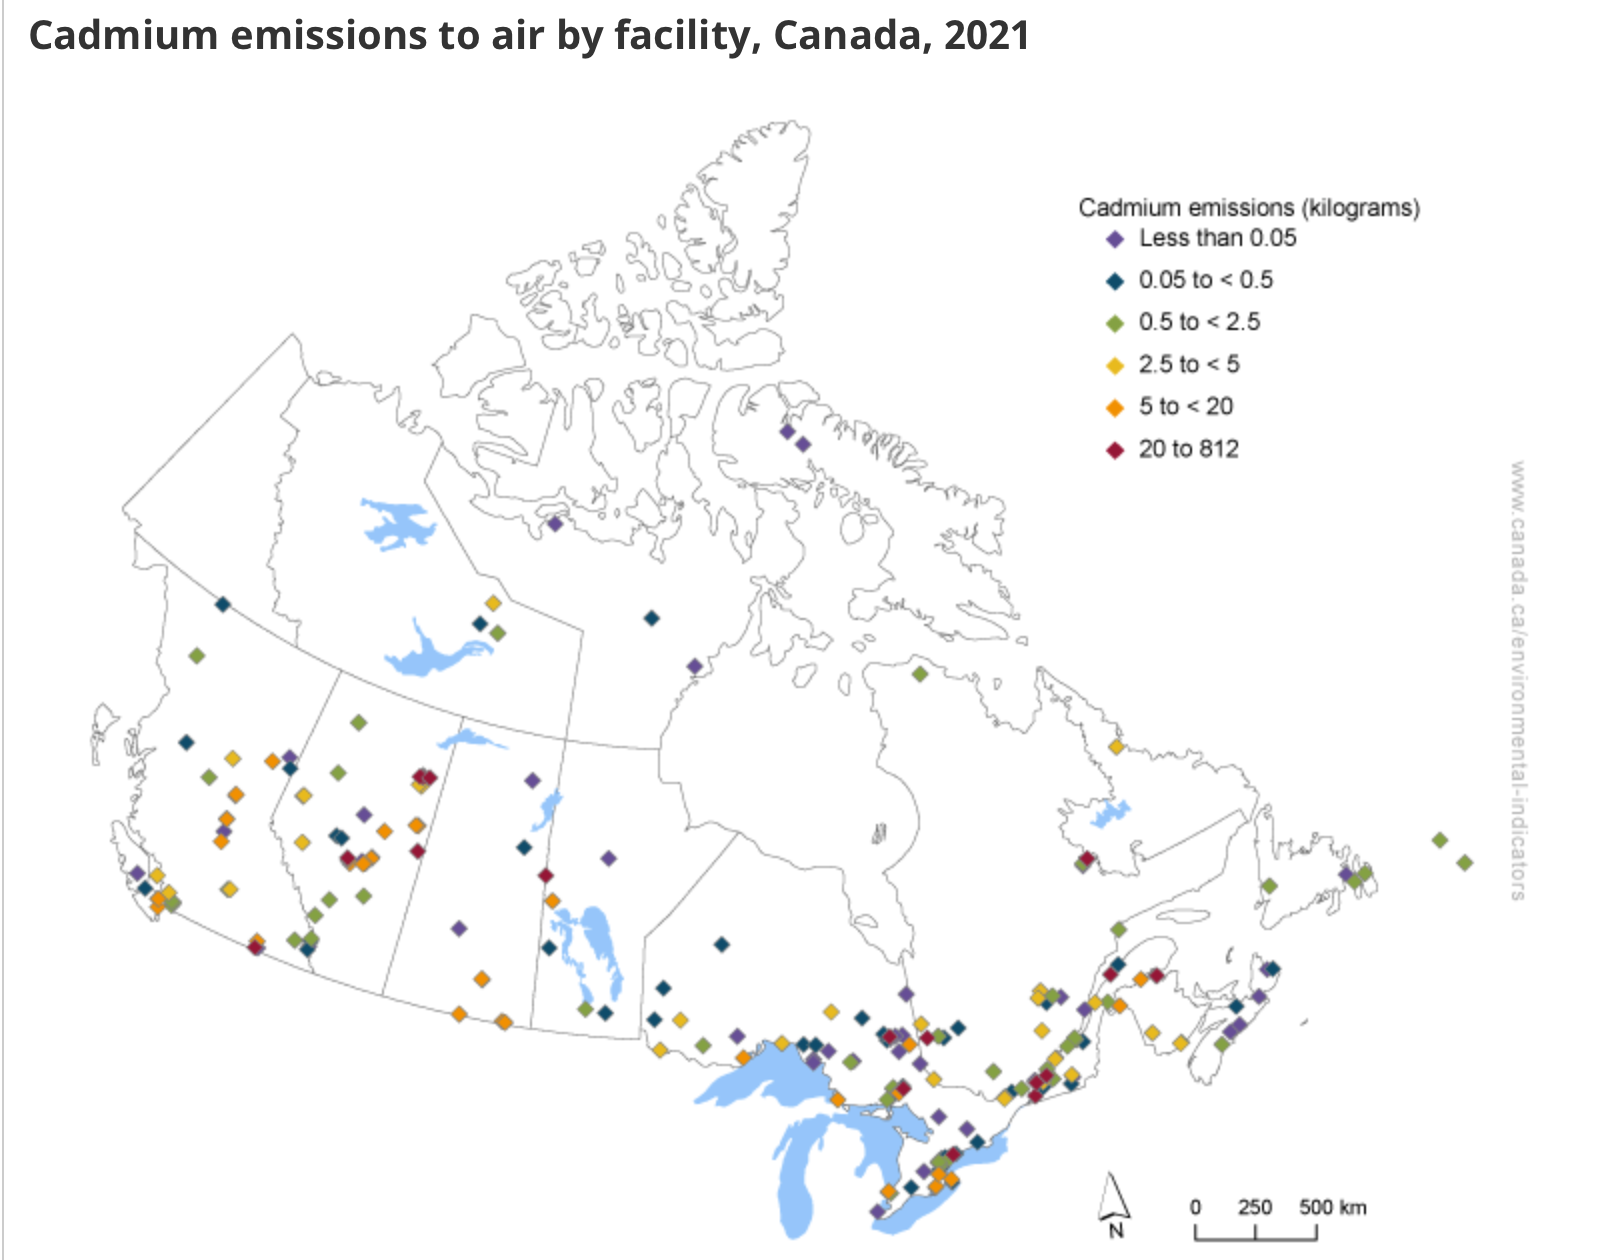 Cadmium emissions to air by facility, Canada, 2021
Cadmium emissions (kilograms)
Less than 0.05
0.05 to < 0.5
0.5 to < 2.5
2.5 to < 5
5 to < 20
20 to 812
www.canada.ca/environmental-indicators
N
0 250 500 km